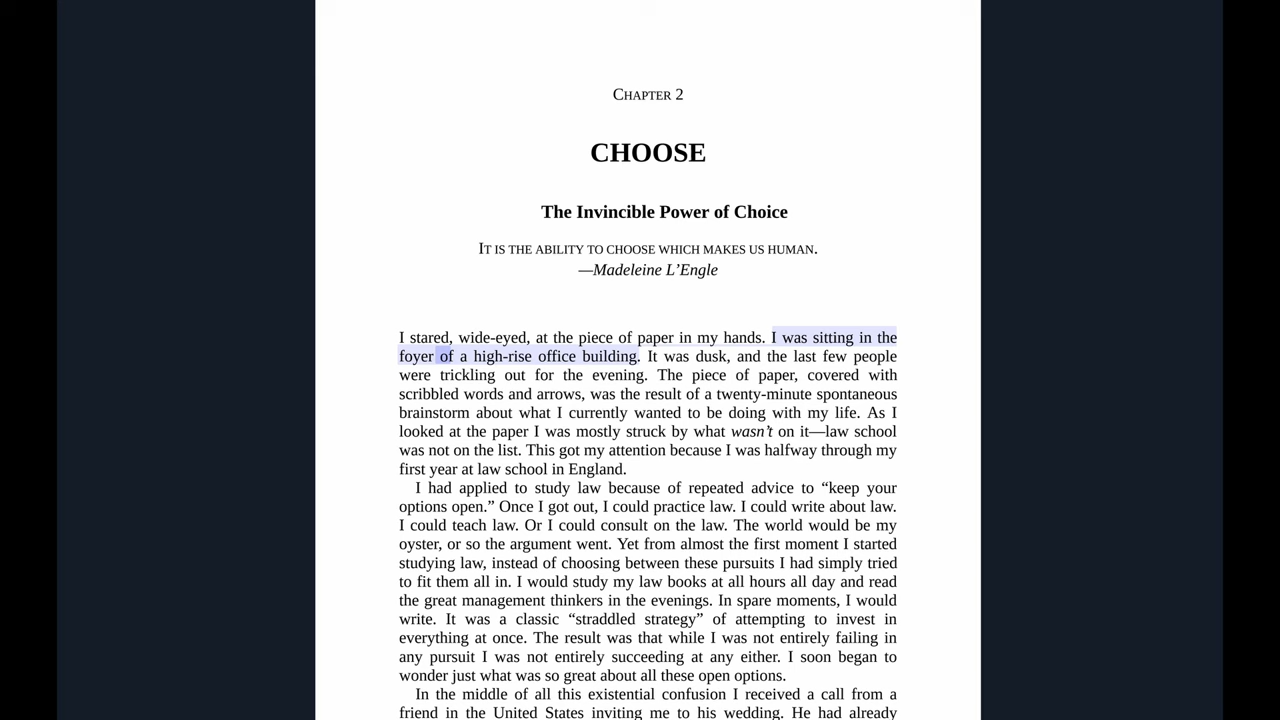 CHAPTER 2
CHOOSE
The Invincible Power of Choice
IT IS THE ABILITY TO CHOOSE WHICH MAKES US HUMAN.
—Madeleine L’Engle
I stared, wide-eyed, at the piece of paper in my hands. I was sitting in the
foyer of a high-rise office building. It was dusk, and the last few people
were trickling out for the evening. The piece of paper, covered with
scribbled words and arrows, was the result of a twenty-minute spontaneous
brainstorm about what I currently wanted to be doing with my life. As I
looked at the paper I was mostly struck by what wasn’t on it—law school
was not on the list. This got my attention because I was halfway through my
first year at law school in England.
I had applied to study law because of repeated advice to “keep your
options open.” Once I got out, I could practice law. I could write about law.
I could teach law. Or I could consult on the law. The world would be my
oyster, or so the argument went. Yet from almost the first moment I started
studying law, instead of choosing between these pursuits I had simply tried
to fit them all in. I would study my law books at all hours all day and read
the great management thinkers in the evenings. In spare moments, I would
write. It was a classic “straddled strategy” of attempting to invest in
everything at once. The result was that while I was not entirely failing in
any pursuit I was not entirely succeeding at any either. I soon began to
wonder just what was so great about all these open options.
In the middle of all this existential confusion I received a call from a
friend in the United States inviting me to his wedding. He had already